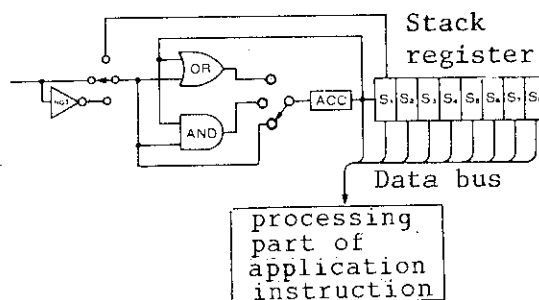 Stack
register
OR
NOT
AND
ACC
S₁ S₂ S₃ S₄ S₅ S₆ S₇ S₈
Data bus
processing
part of
application
instruction